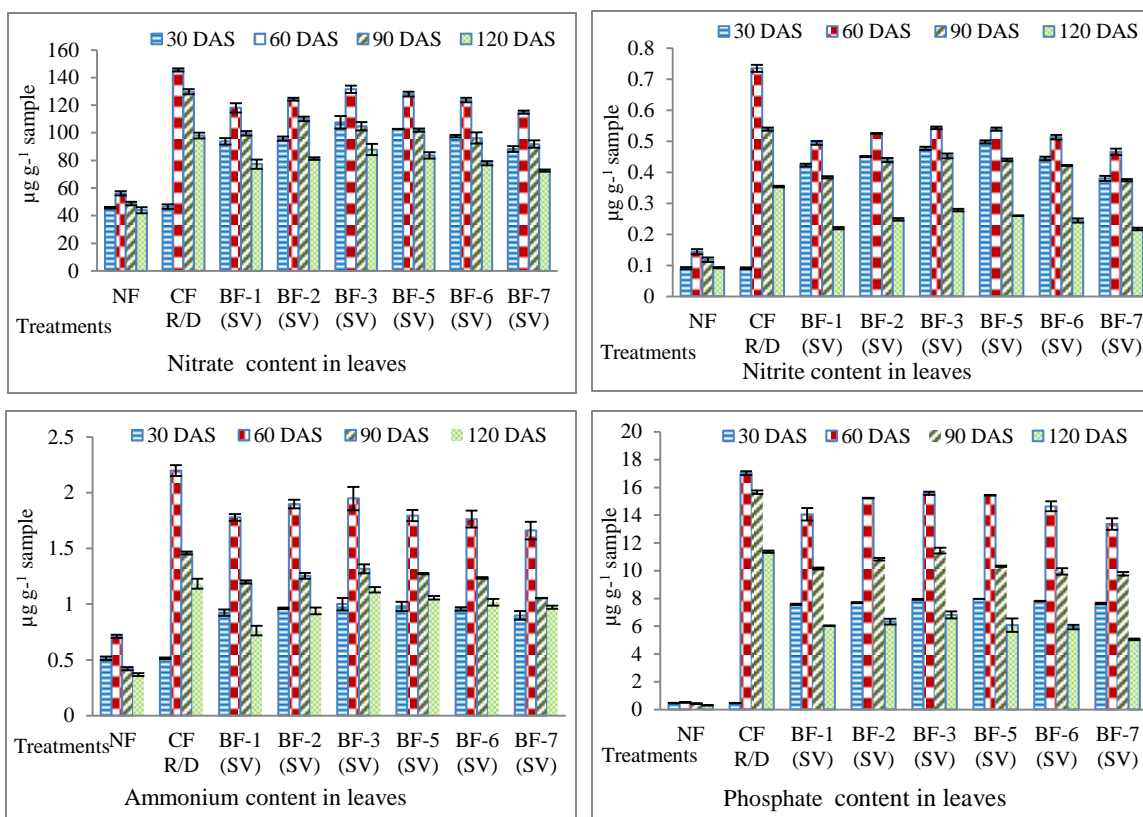 30 DAS 60 DAS 90 DAS 120 DAS
160
140
120
100
80
60
40
20
0
µg g-¹ sample
NF CF BF-1 BF-2 BF-3 BF-5 BF-6 BF-7
R/D (SV) (SV) (SV) (SV) (SV) (SV)
Treatments
Nitrate content in leaves
30 DAS 60 DAS 90 DAS 120 DAS
0.8
0.7
0.6
0.5
0.4
0.3
0.2
0.1
0
µg g-¹ sample
NF CF BF-1 BF-2 BF-3 BF-5 BF-6 BF-7
R/D (SV) (SV) (SV) (SV) (SV) (SV)
Treatments
Nitrite content in leaves
30 DAS 60 DAS 90 DAS 120 DAS
2.5
2
1.5
1
0.5
0
µg g-¹ sample
Treatments NF CF BF-1 BF-2 BF-3 BF-5 BF-6 BF-7
R/D (SV) (SV) (SV) (SV) (SV) (SV)
Ammonium content in leaves
30 DAS 60 DAS 90 DAS 120 DAS
20
18
16
14
12
10
8
6
4
2
0
µg g-¹ sample
NF CF BF-1 BF-2 BF-3 BF-5 BF-6 BF-7
Treatments R/D (SV) (SV) (SV) (SV) (SV) (SV)
Phosphate content in leaves